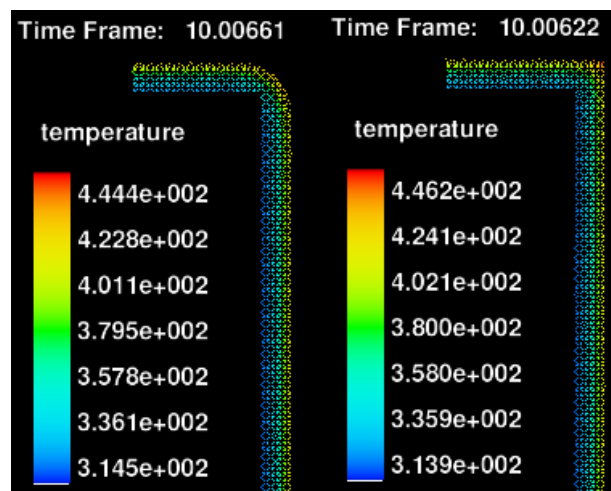 Time Frame: 10.00661
temperature
4.444e+002
4.228e+002
4.011e+002
3.795e+002
3.578e+002
3.361e+002
3.145e+002
Time Frame: 10.00622
temperature
4.462e+002
4.241e+002
4.021e+002
3.800e+002
3.580e+002
3.359e+002
3.139e+002